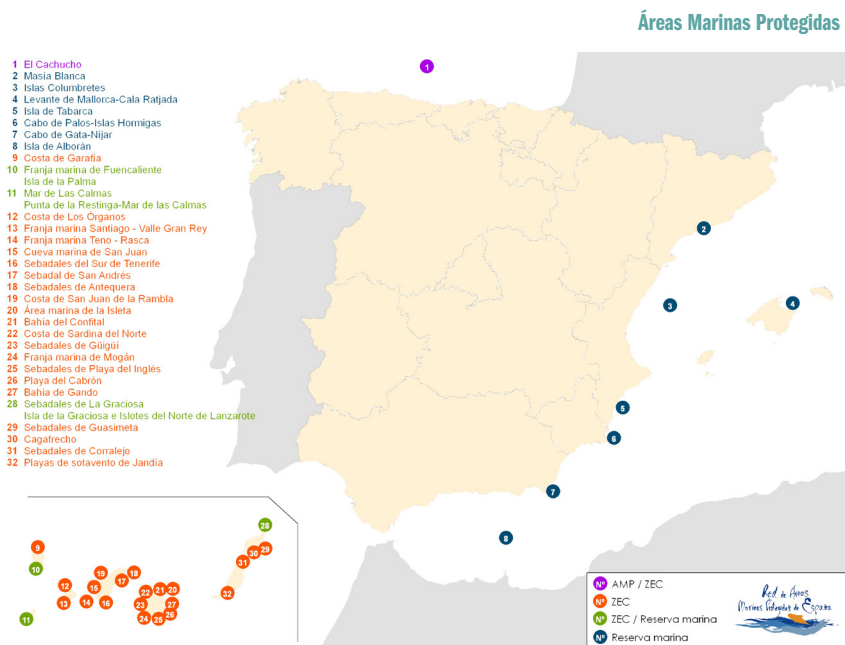 Áreas Marinas Protegidas
1 El Cachucho
2 Masia Blanca
3 Islas Columbretes
4 Levante de Mallorca-Cala Ratjada
5 Isla de Tabarca
6 Cabo de Palos-Islas Hormigas
7 Cabo de Gata-Nijar
8 Isla de Alborán
9 Costa de Garafía
10 Franja marina de Fuencaliente
Isla de la Palma
11 Mar de Las Calmas
Punta de la Restinga-Mar de las Calmas
12 Costa de Los Órganos
13 Franja marina Santiago - Valle Gran Rey
14 Franja marina Teno - Rasca
15 Cueva marina de San Juan
16 Sebadales del Sur de Tenerife
17 Sebadal de San Andrés
18 Sebadales de Antequera
19 Costa de San Juan de la Rambla
20 Área marina de la Isleta
21 Bahía del Confital
22 Costa de Sardina del Norte
23 Sebadales de Güigüí
24 Franja marina de Mogán
25 Sebadales de Playa del Inglés
26 Playa del Cabrón
27 Bahía de Gando
28 Sebadales de La Graciosa
Isla de la Graciosa e Islotes del Norte de Lanzarote
29 Sebadales de Guasimeta
30 Cagafrecho
31 Sebadales de Corralejo
32 Playas de sotavento de Jandía
1
2
3
4
5
6
7
8
28
9
29
30
31
10
19
18
17
12
15
20
21
22
32
13
14
16
23
27
26
11
24
25
Nº AMP / ZEC
Nº ZEC
Nº ZEC / Reserva marina
Nº Reserva marina
Red de Áreas
Marinas Protegidas de España